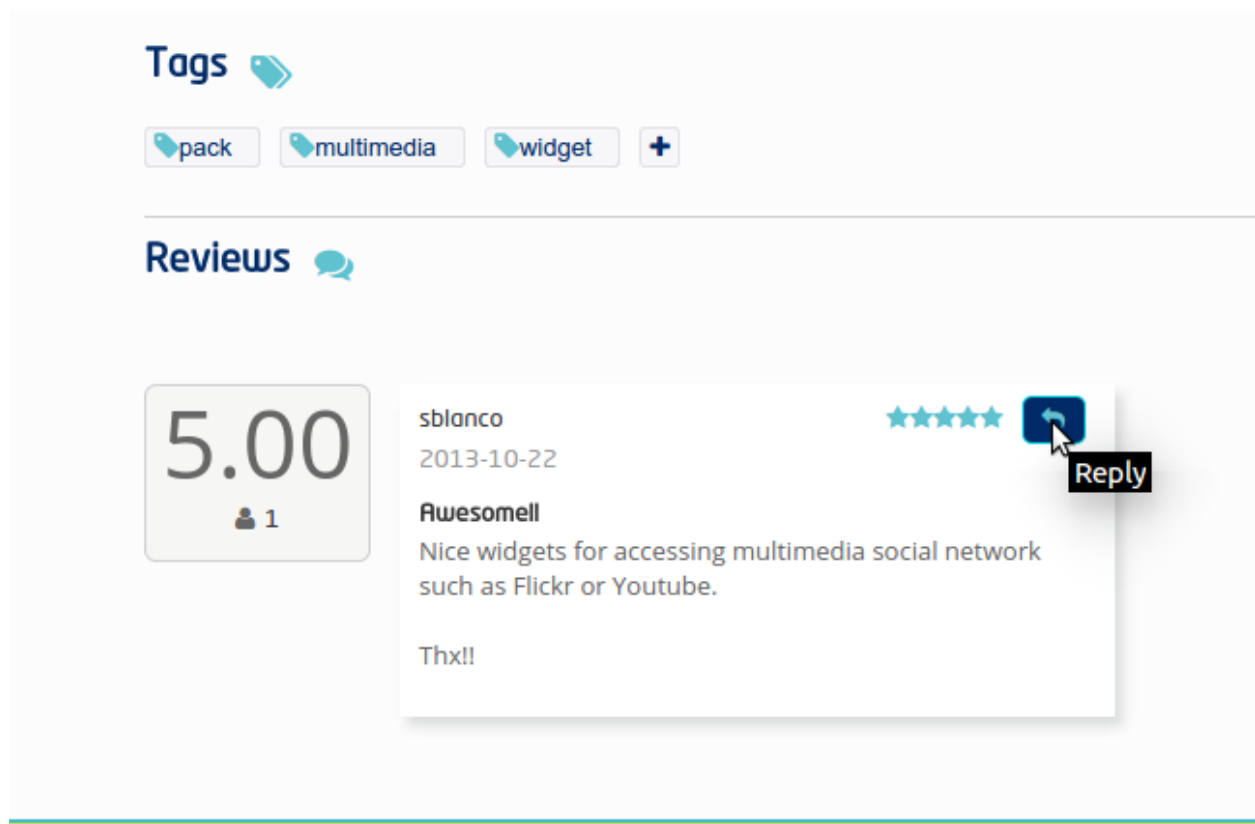 Tags
pack
multimedia
widget
Reviews
5.00
1
sblanco
2013-10-22
Reply
Awesomell
Nice widgets for accessing multimedia social network
such as Flickr or Youtube.
Thx!!